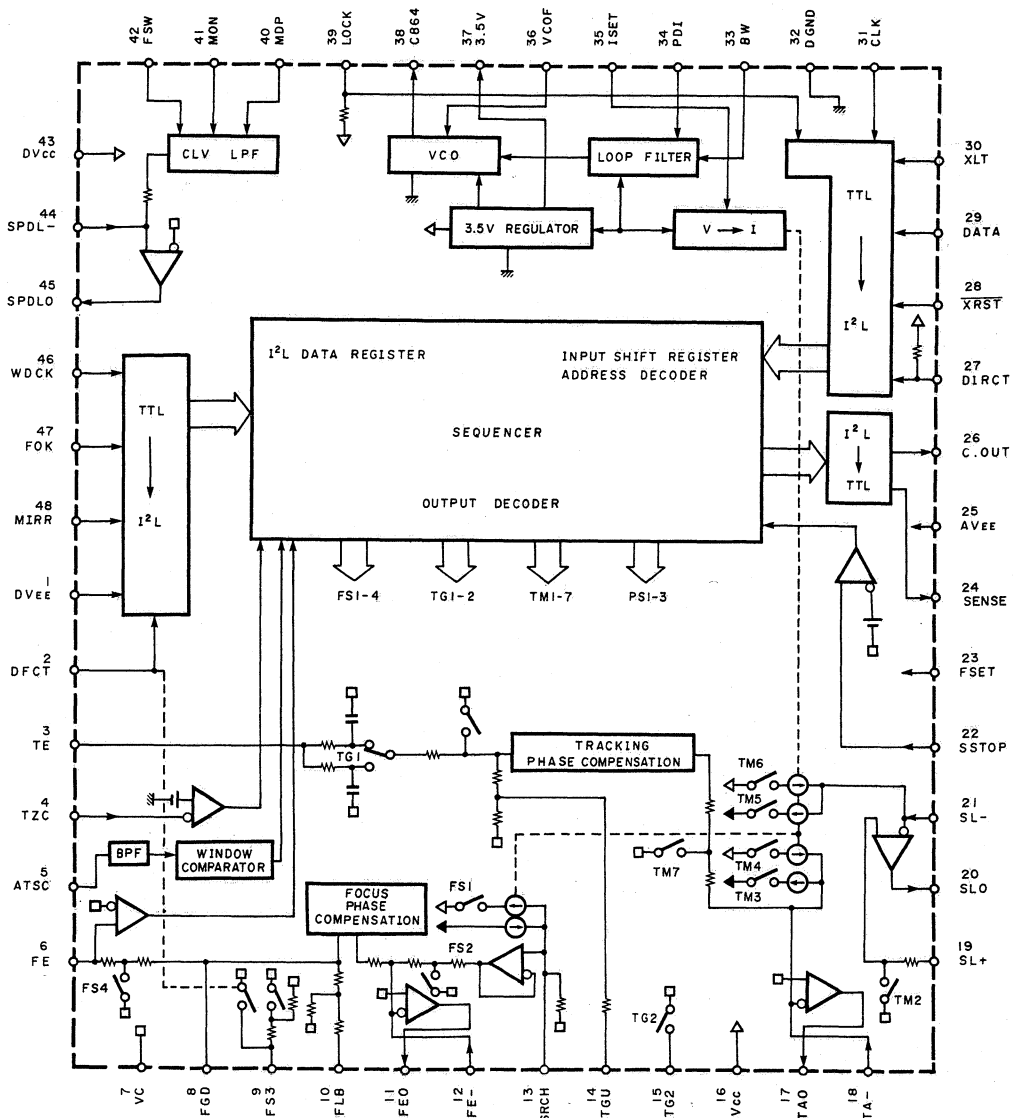 42 FSW
41 MON
40 MDP
39 LOCK
38 C864
37 3.5V
36 VCOF
35 ISET
34 PDI
33 BW
32 DGND
31 CLK
43 DVcc
CLV LPF
VCO
LOOP FILTER
30 XLT
TTL
I²L
44 SPDL-
3.5V REGULATOR
V → I
29 DATA
45 SPDLO
28 XRST
27 DIRCT
46 WDCK
TTL
I²L
I²L DATA REGISTER
INPUT SHIFT REGISTER
ADDRESS DECODER
SEQUENCER
OUTPUT DECODER
47 FOK
I²L
TTL
26 C.OUT
48 MIRR
25 AVEE
1 DVEE
FS1-4
TG1-2
TM1-7
PS1-3
24 SENSE
2 DFCT
23 FSET
3 TE
TG1
TRACKING
PHASE COMPENSATION
22 SSTOP
TM6
TM5
4 TZC
21 SL-
BPF
WINDOW
COMPARATOR
TM7
TM4
TM3
5 ATSC
20 SLO
FOCUS
PHASE
COMPENSATION
FS1
FS2
6 FE
19 SL+
FS4
TG2
TM2
7 VC
8 FGD
9 FS3
10 FLB
11 FEO
12 FE-
13 SRCH
14 TGU
15 TG2
16 Vcc
17 TAO
18 TA-